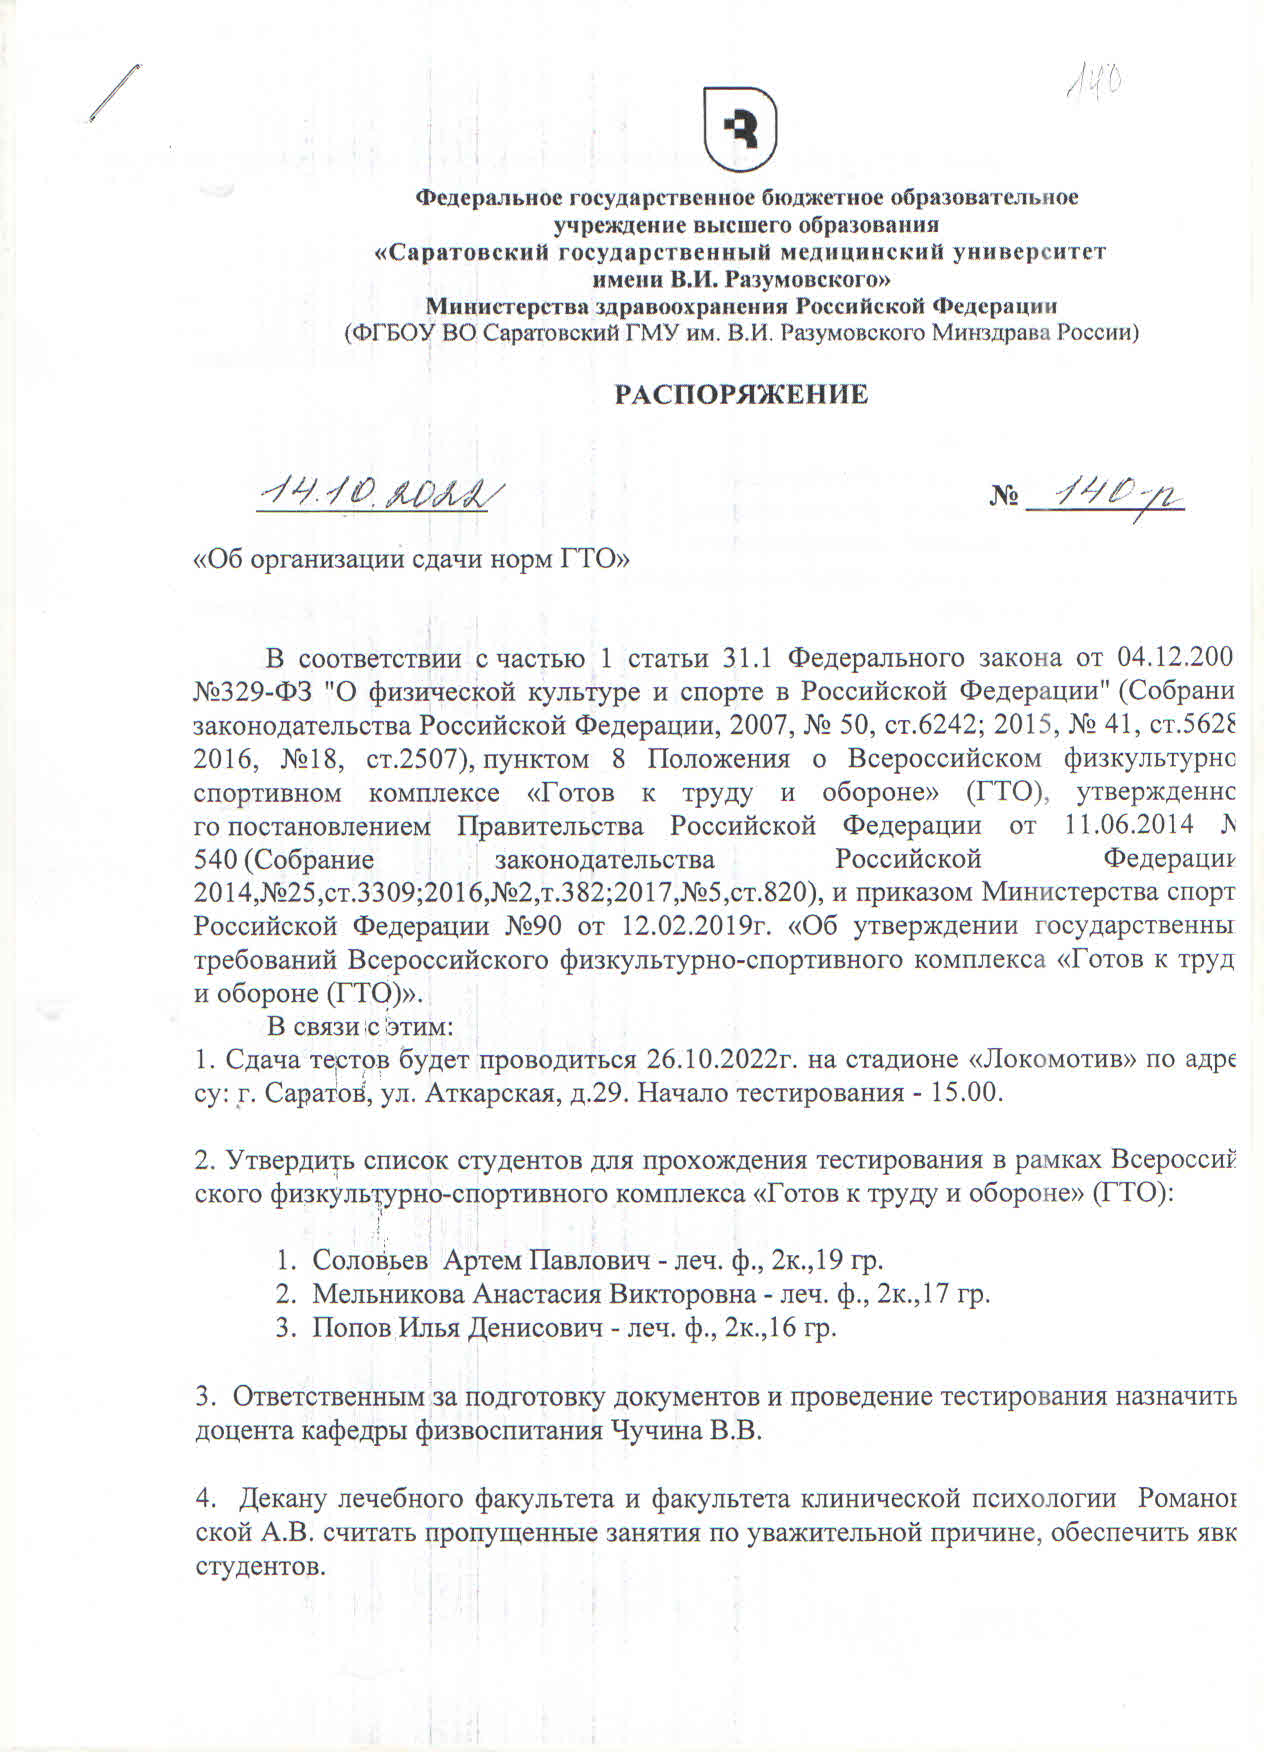 140
Федеральное государственное бюджетное образовательное
учреждение высшего образования
«Саратовский государственный медицинский университет
имени В.И. Разумовского»
Министерства здравоохранения Российской Федерации
(ФГБОУ ВО Саратовский ГМУ им. В.И. Разумовского Минздрава России)
РАСПОРЯЖЕНИЕ
14.10.2022 № 140-р
«Об организации сдачи норм ГТО»
В соответствии с частью 1 статьи 31.1 Федерального закона от 04.12.200
№329-ФЗ "О физической культуре и спорте в Российской Федерации" (Собрани
законодательства Российской Федерации, 2007, № 50, ст.6242; 2015, № 41, ст.5628
2016, №18, ст.2507), пунктом 8 Положения о Всероссийском физкультурно
спортивном комплексе «Готов к труду и обороне» (ГТО), утвержденно
го постановлением Правительства Российской Федерации от 11.06.2014 №
540 (Собрание законодательства Российской Федерации
2014,№25,ст.3309;2016,№2,т.382;2017,№5,ст.820), и приказом Министерства спорт
Российской Федерации №90 от 12.02.2019г. «Об утверждении государственны
требований Всероссийского физкультурно-спортивного комплекса «Готов к труд
и обороне (ГТО)».
В связи с этим:
1. Сдача тестов будет проводиться 26.10.2022г. на стадионе «Локомотив» по адре
су: г. Саратов, ул. Аткарская, д.29. Начало тестирования - 15.00.
2. Утвердить список студентов для прохождения тестирования в рамках Всероссий
ского физкультурно-спортивного комплекса «Готов к труду и обороне» (ГТО):
1. Соловьев Артем Павлович - леч. ф., 2к.,19 гр.
2. Мельникова Анастасия Викторовна - леч. ф., 2к.,17 гр.
3. Попов Илья Денисович - леч. ф., 2к.,16 гр.
3. Ответственным за подготовку документов и проведение тестирования назначить
доцента кафедры физвоспитания Чучина В.В.
4. Декану лечебного факультета и факультета клинической психологии Романов
ской А.В. считать пропущенные занятия по уважительной причине, обеспечить явк
студентов.